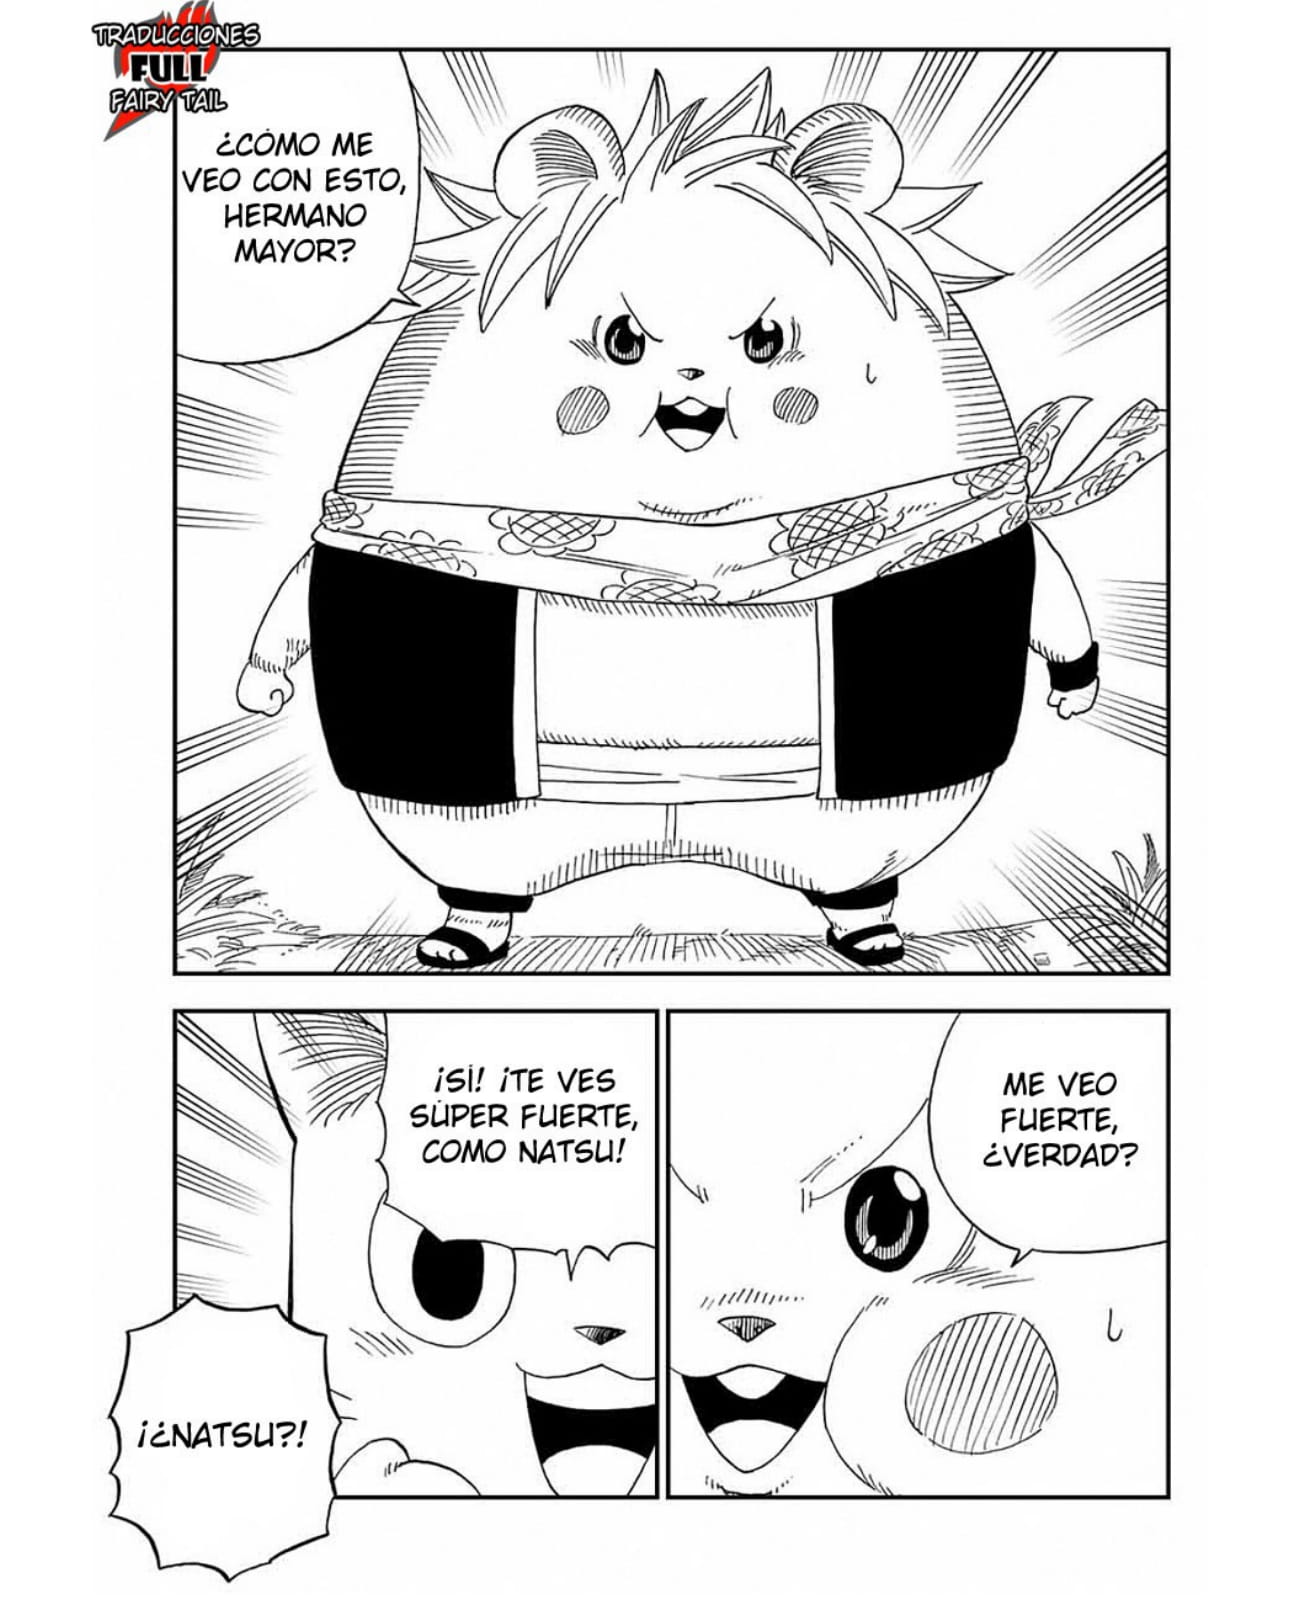 TRADUCCIONES
FULL
FAIRY TAIL
¿CÓMO ME
VEO CON ESTO,
HERMANO
MAYOR?
ME VEO
FUERTE,
¿VERDAD?
¡SÍ! ¡TE VES
SÚPER FUERTE,
COMO NATSU!
¡¿NATSU?!